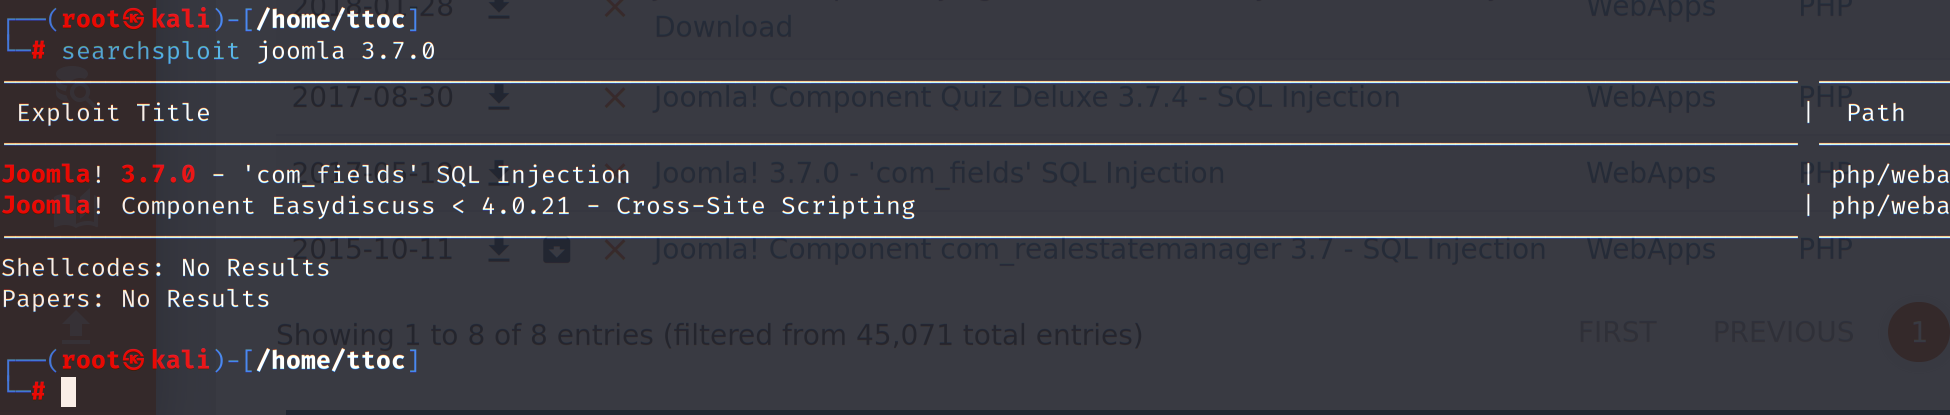 ┌──(root㉿kali)-[/home/ttoc]
└─# searchsploit joomla 3.7.0
2018-01-28
Download
WebApps PHP
Exploit Title | Path
2017-08-30 Joomla! Component Quiz Deluxe 3.7.4 - SQL Injection WebApps PHP
Joomla! 3.7.0 - 'com_fields' SQL Injection | php/weba
Joomla! 3.7.0 - 'com_fields' SQL Injection WebApps PHP
Joomla! Component Easydiscuss < 4.0.21 - Cross-Site Scripting | php/weba
2015-10-11 Joomla! Component com_realestatemanager 3.7 - SQL Injection WebApps PHP
Shellcodes: No Results
Papers: No Results
Showing 1 to 8 of 8 entries (filtered from 45,071 total entries) FIRST PREVIOUS 1
┌──(root㉿kali)-[/home/ttoc]
└─#